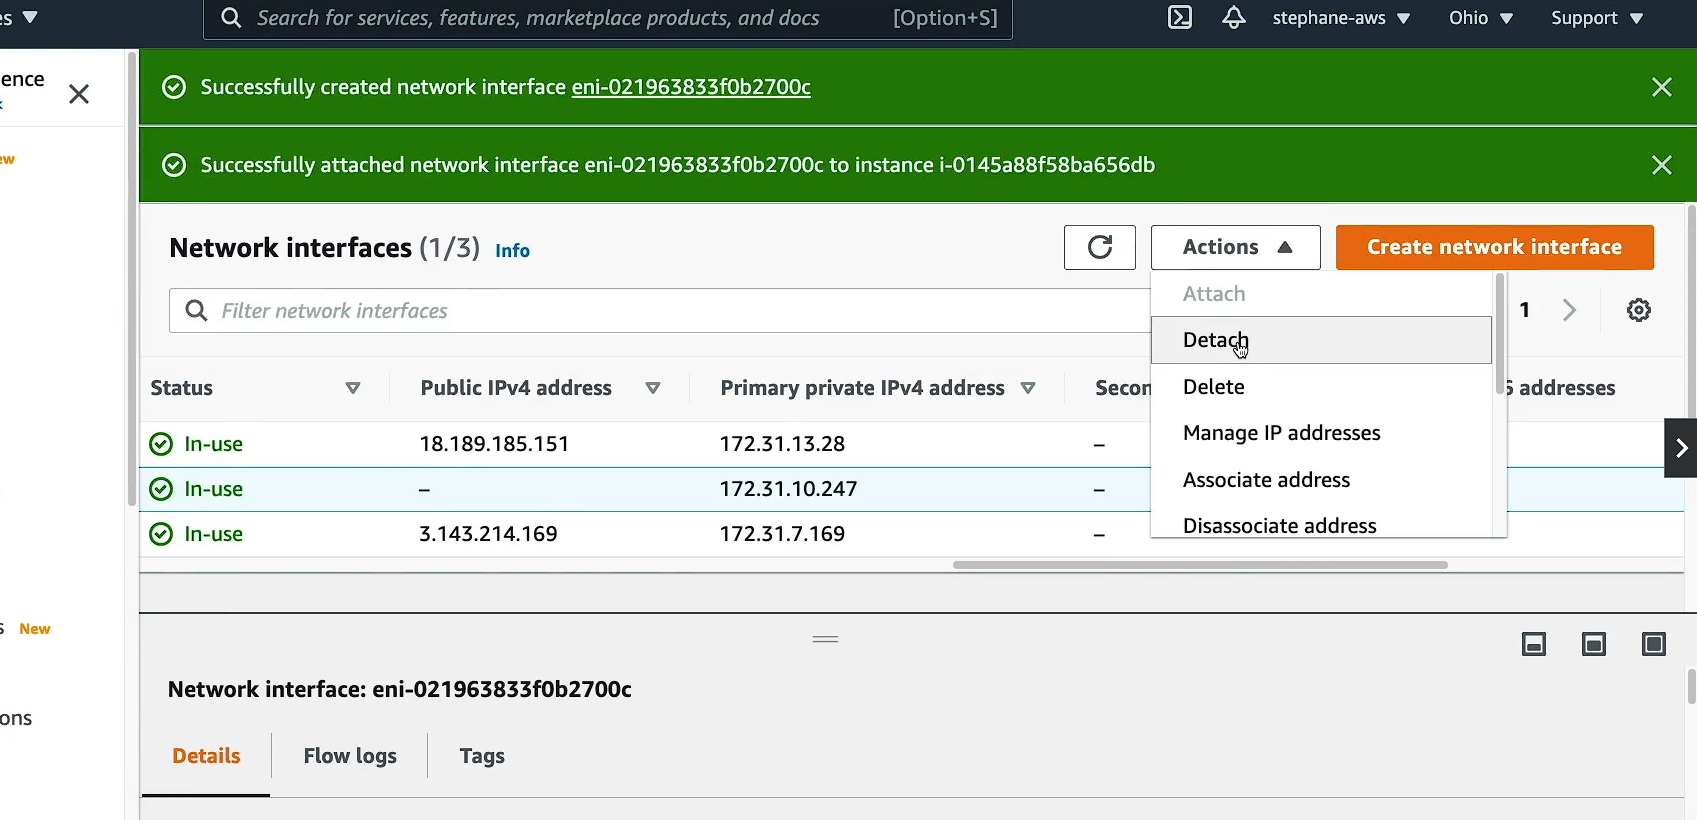 es
Search for services, features, marketplace products, and docs [Option+S] stephane-aws Ohio Support
ence
Successfully created network interface eni-021963833f0b2700c
ew
Successfully attached network interface eni-021963833f0b2700c to instance i-0145a88f58ba656db
Network interfaces (1/3) Info
Actions
Create network interface
Attach
Filter network interfaces
1
Detach
Delete
Manage IP addresses
Associate address
Disassociate address
Status Public IPv4 address Primary private IPv4 address Secon 6 addresses
In-use 18.189.185.151 172.31.13.28 –
In-use – 172.31.10.247 –
In-use 3.143.214.169 172.31.7.169 –
s New
Network interface: eni-021963833f0b2700c
ons
Details Flow logs Tags